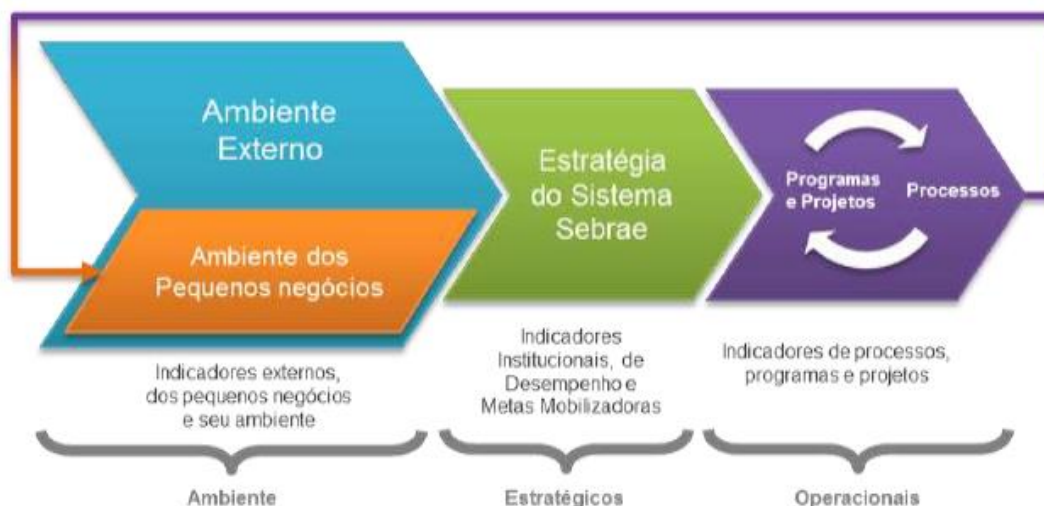 Ambiente
Externo
Ambiente dos
Pequenos negócios
Estratégia
do Sistema
Sebrae
Programas
e Projetos
Processos
Indicadores externos,
dos pequenos negócios
e seu ambiente
Indicadores
Institucionais, de
Desempenho e
Metas Mobilizadoras
Indicadores de processos,
programas e projetos
Ambiente
Estratégicos
Operacionais